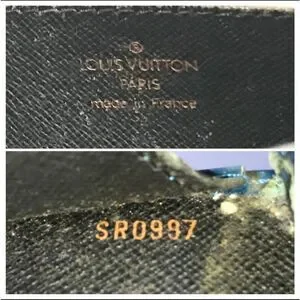 ®
LOUIS VUITTON
PARIS
made in France
SR0997